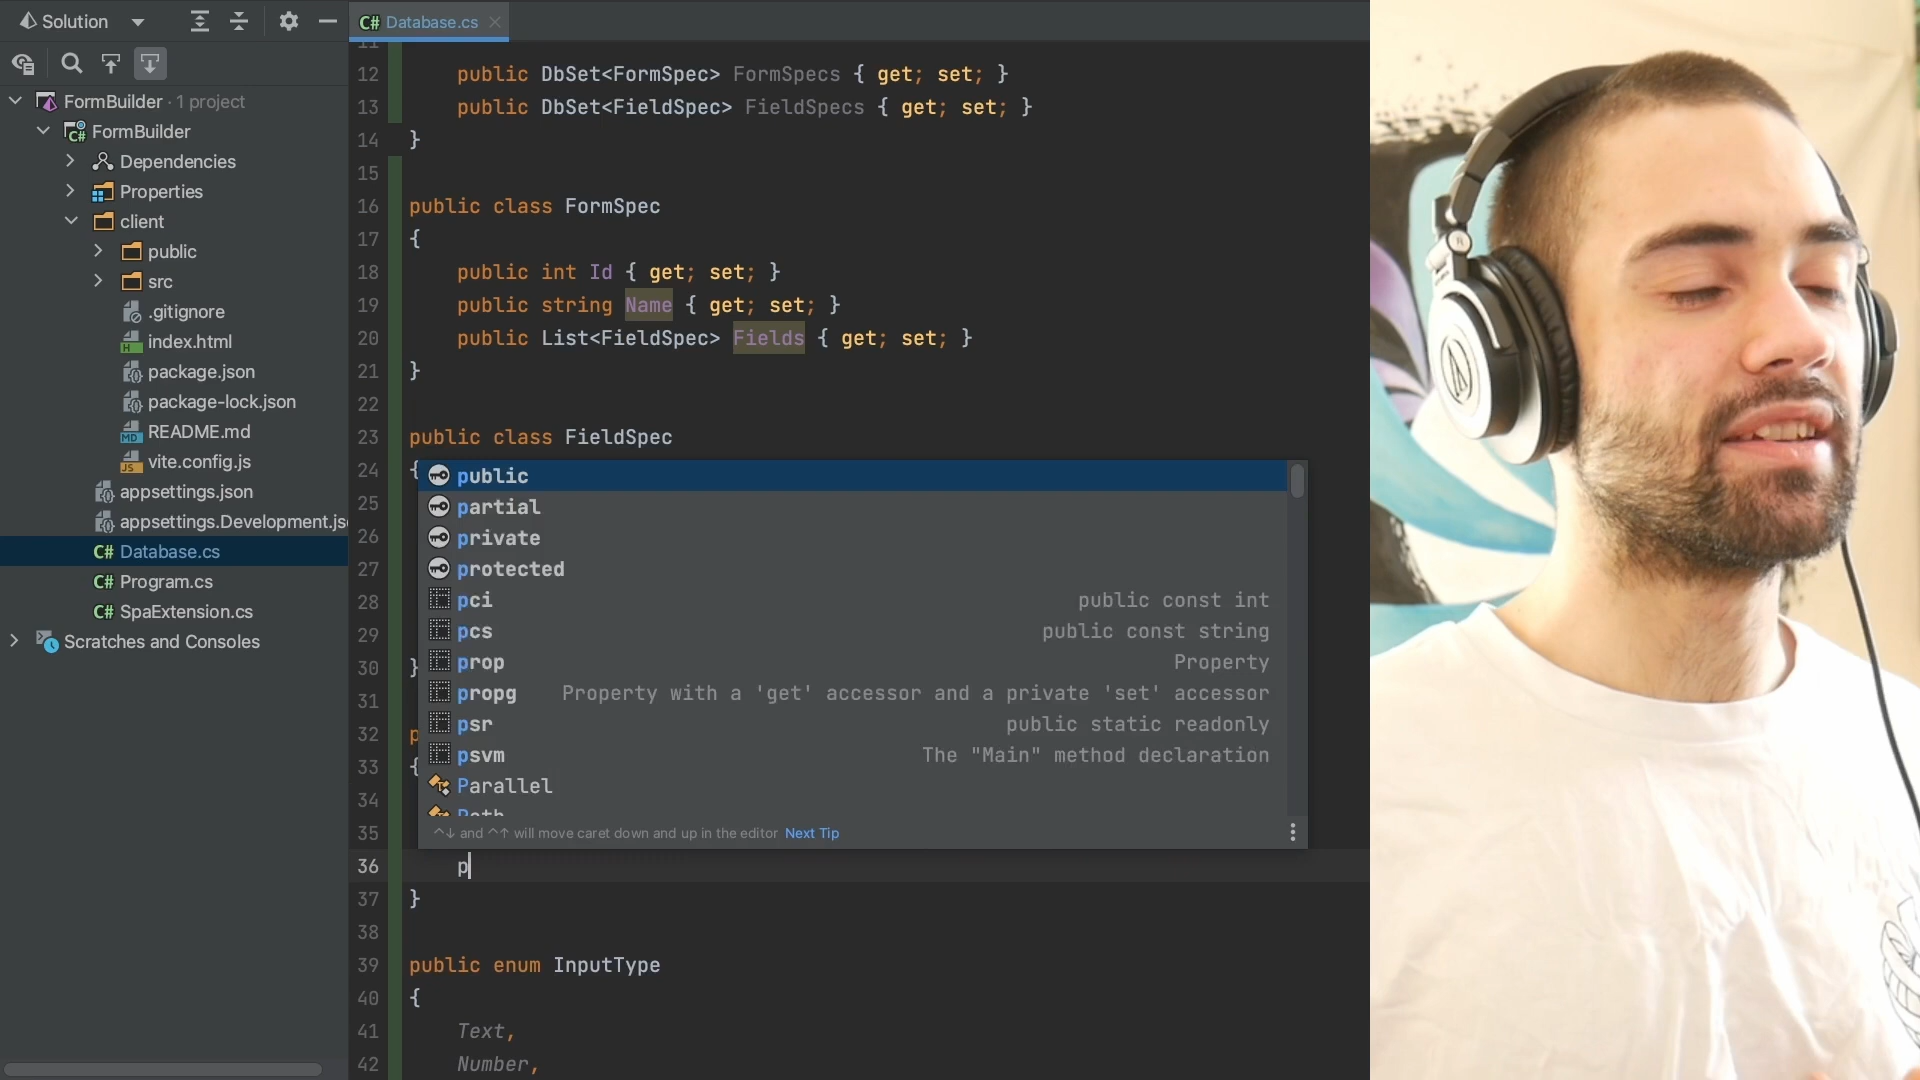 Solution
Database.cs
FormBuilder · 1 project
FormBuilder
Dependencies
Properties
client
public
src
.gitignore
index.html
package.json
package-lock.json
README.md
vite.config.js
appsettings.json
appsettings.Development.js
Database.cs
Program.cs
SpaExtension.cs
Scratches and Consoles
11
12 public DbSet<FormSpec> FormSpecs { get; set; }
13 public DbSet<FieldSpec> FieldSpecs { get; set; }
14 }
15
16 public class FormSpec
17 {
18 public int Id { get; set; }
19 public string Name { get; set; }
20 public List<FieldSpec> Fields { get; set; }
21 }
22
23 public class FieldSpec
24 {
25
26
27
28
29
30 }
31
32 p
33 {
34
35
public
partial
private
protected
pci public const int
pcs public const string
prop Property
propg Property with a 'get' accessor and a private 'set' accessor
psr public static readonly
psvm The "Main" method declaration
Parallel
^↓ and ^↑ will move caret down and up in the editor Next Tip
36 p
37 }
38
39 public enum InputType
40 {
41 Text,
42 Number,